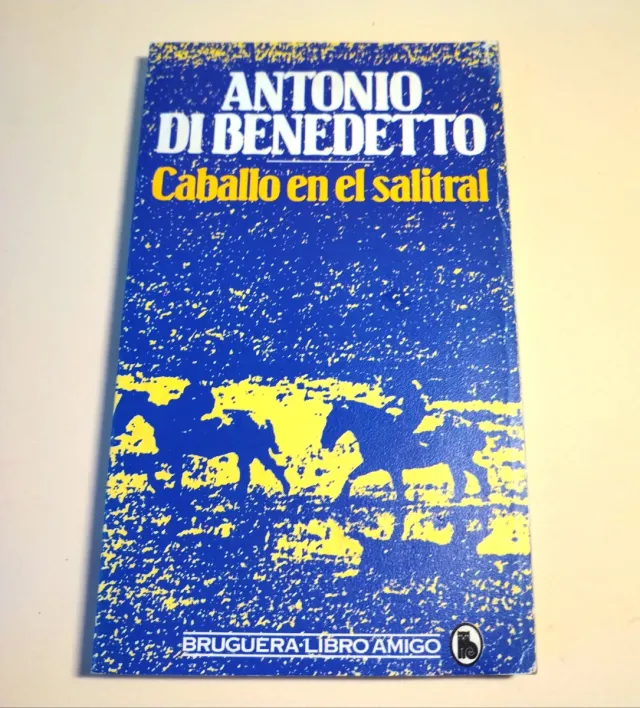 ANTONIO
DI BENEDETTO
Caballo en el salitral
BRUGUERA·LIBRO AMIGO